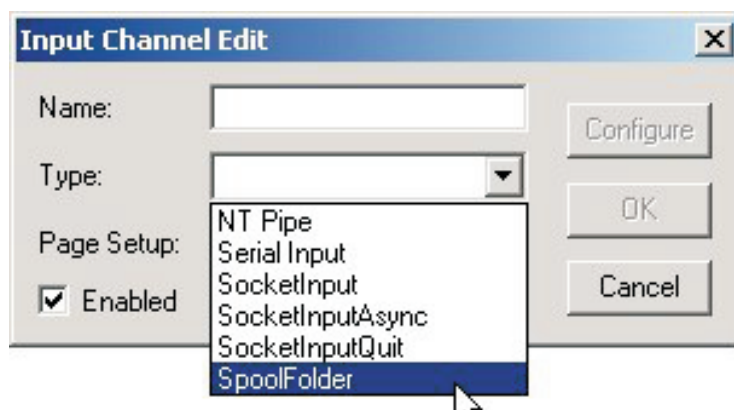 Input Channel Edit
Name:
Configure
Type:
NT Pipe
OK
Page Setup:
Serial Input
SocketInput
Enabled
Cancel
SocketInputAsync
SocketInputQuit
SpoolFolder